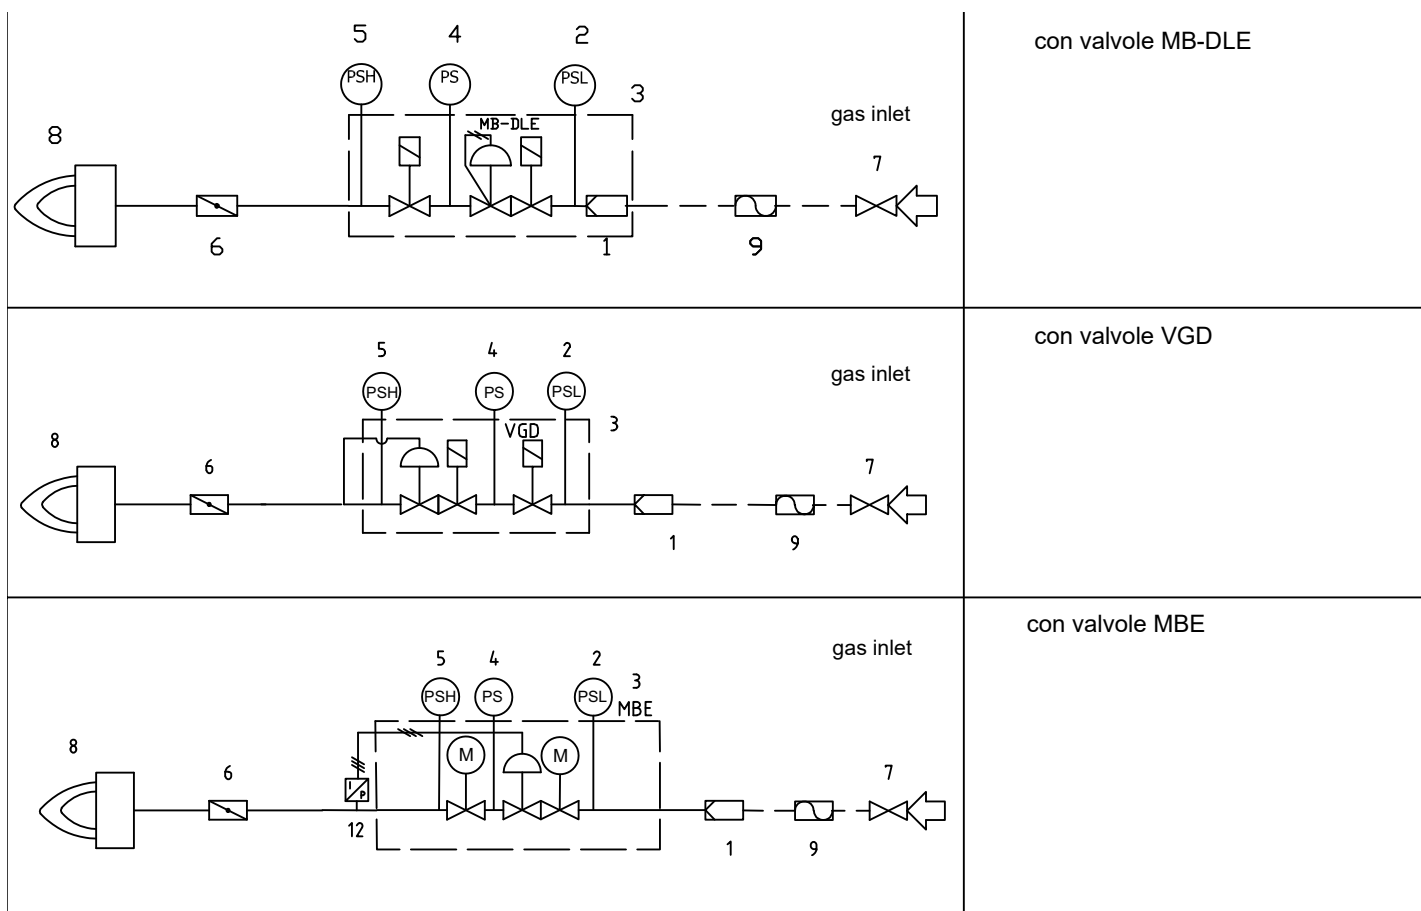 5 4 2
con valvole MB-DLE
PSH PS PSL
3
gas inlet
MB-DLE
8
7
6
1
9
con valvole VGD
5 4 2
gas inlet
PSH PS PSL
3
VGD
8
6
7
1
9
con valvole MBE
gas inlet
5 4 2
3
PSH PS PSL
MBE
8
M M
6
7
I
P
12
1
9